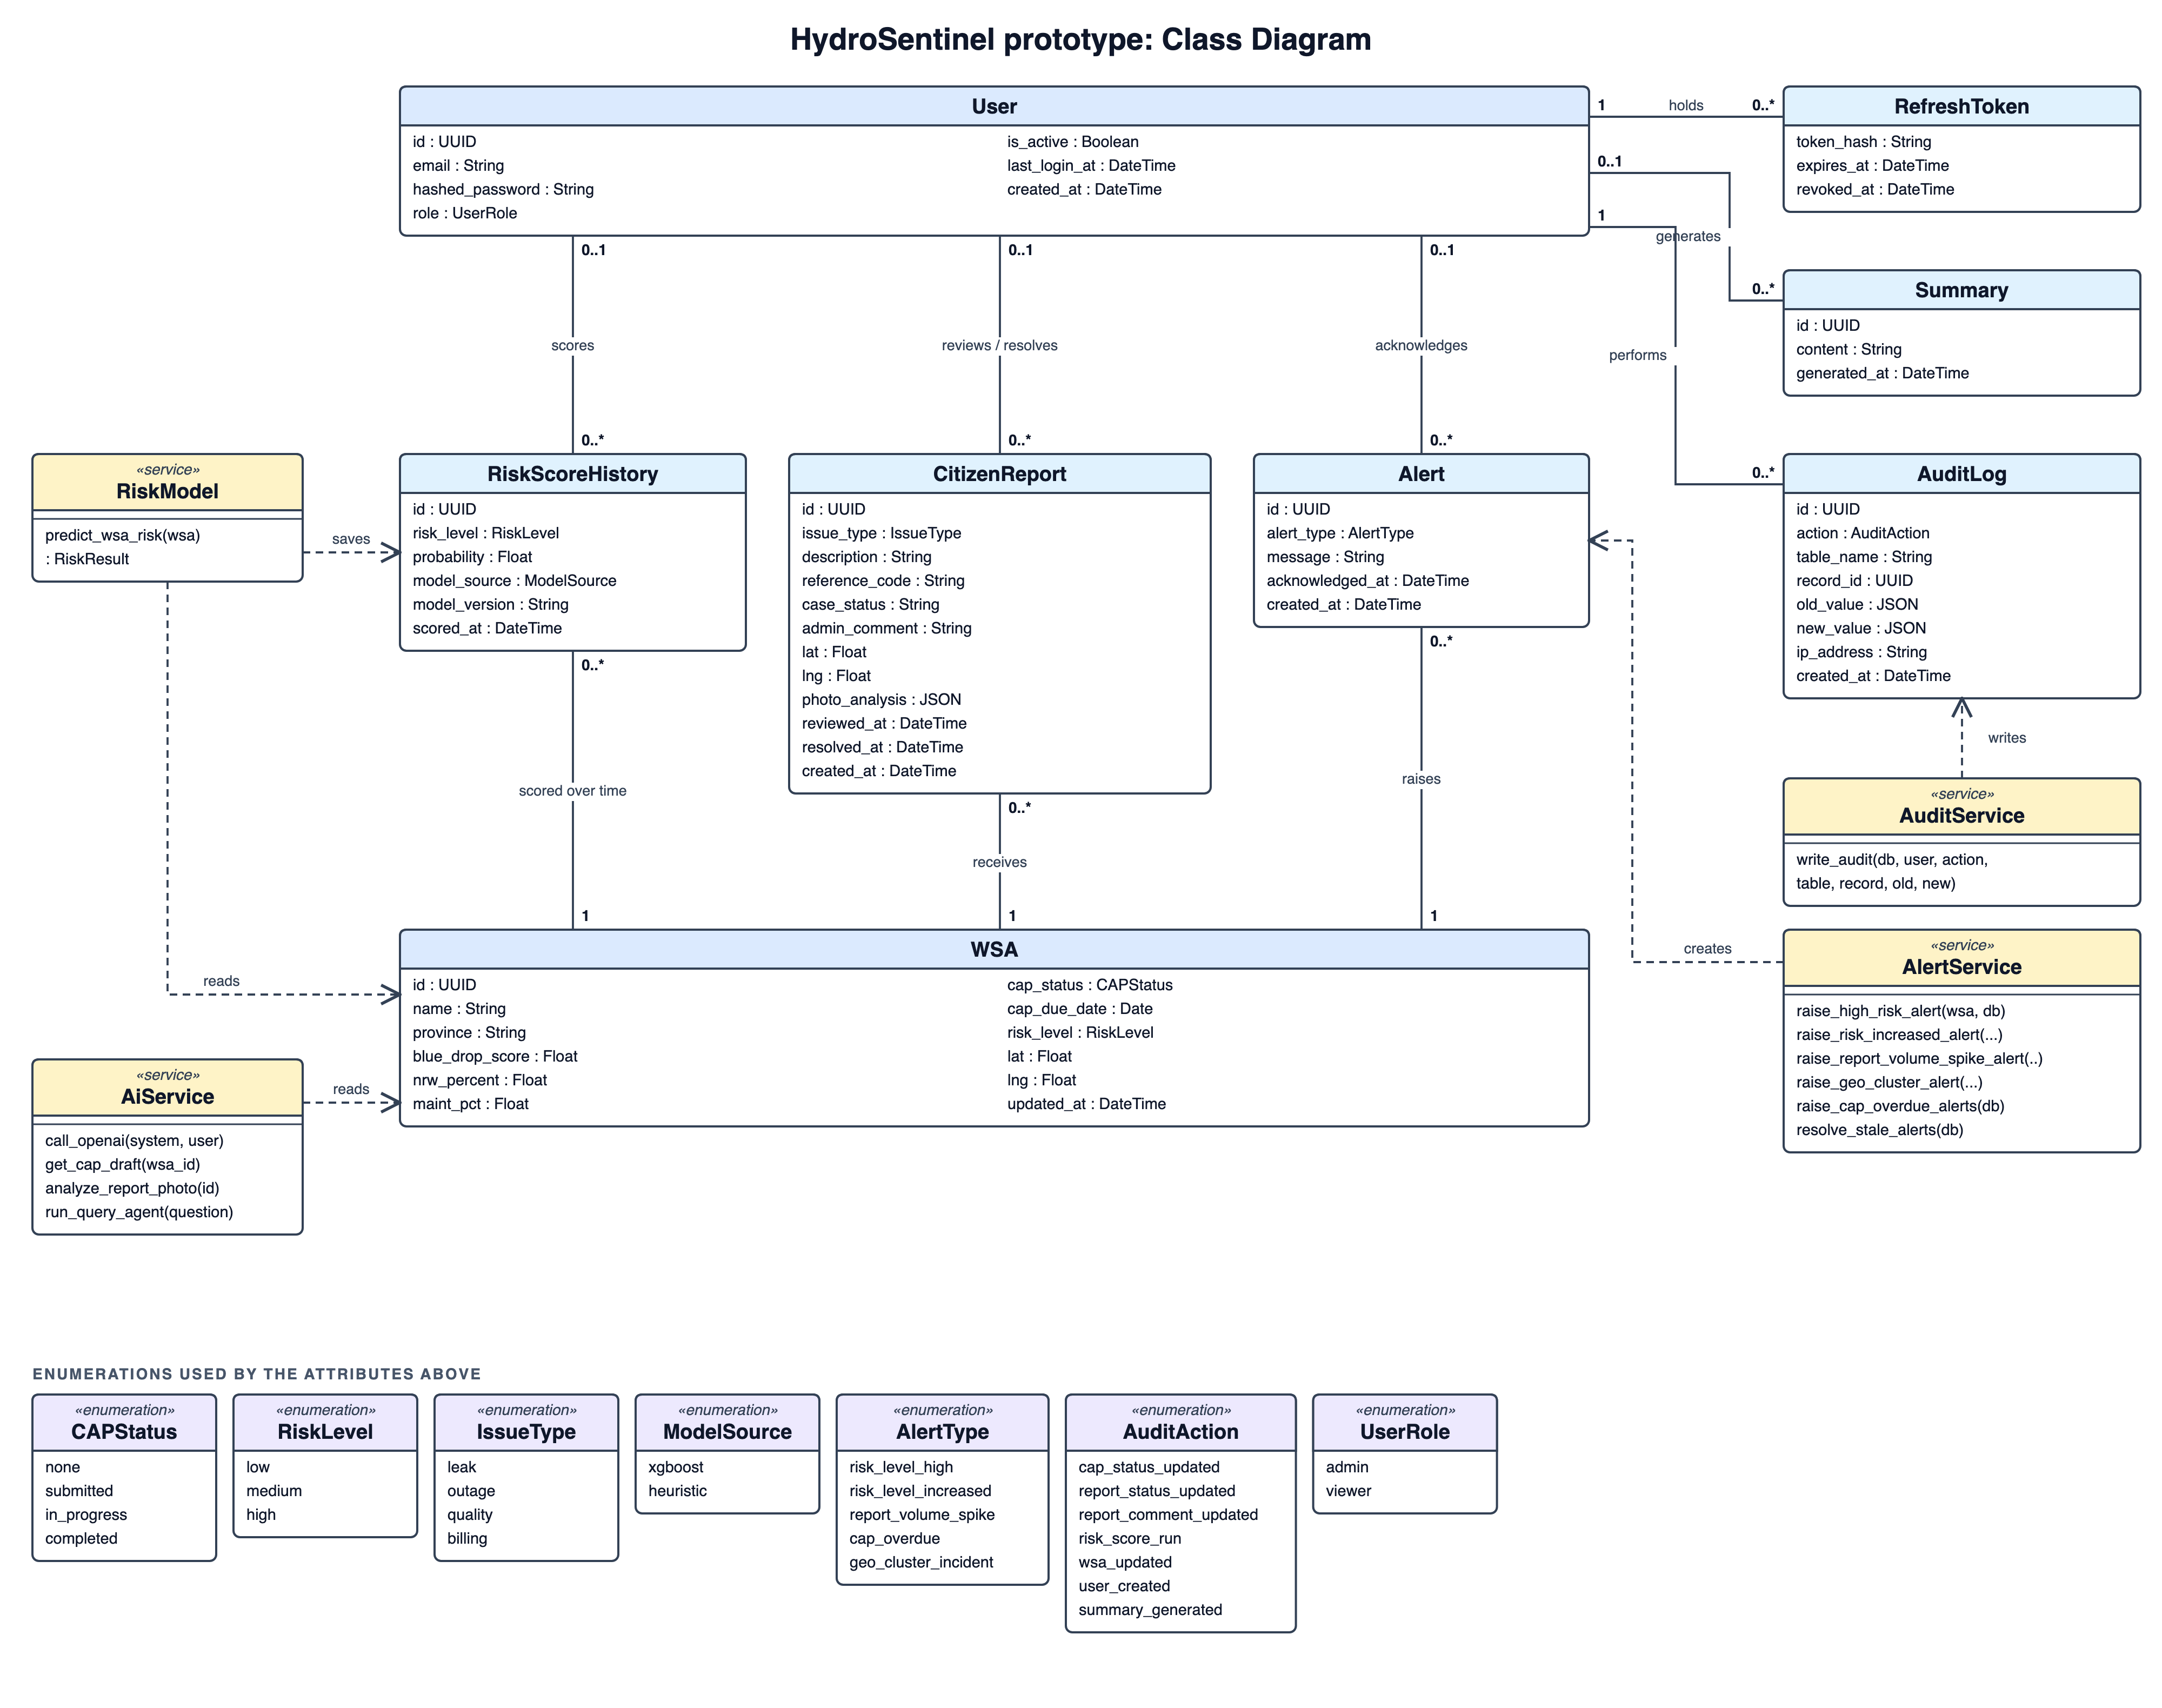 HydroSentinel prototype: Class Diagram
User
id : UUID
email : String
hashed_password : String
role : UserRole
is_active : Boolean
last_login_at : DateTime
created_at : DateTime
1
holds
0..*
RefreshToken
token_hash : String
expires_at : DateTime
revoked_at : DateTime
0..1
generates
0..*
Summary
id : UUID
content : String
generated_at : DateTime
1
performs
0..*
0..1
scores
0..*
0..1
reviews / resolves
0..*
0..1
acknowledges
0..*
«service»
RiskModel
predict_wsa_risk(wsa)
: RiskResult
saves
RiskScoreHistory
id : UUID
risk_level : RiskLevel
probability : Float
model_source : ModelSource
model_version : String
scored_at : DateTime
CitizenReport
id : UUID
issue_type : IssueType
description : String
reference_code : String
case_status : String
admin_comment : String
lat : Float
lng : Float
photo_analysis : JSON
reviewed_at : DateTime
resolved_at : DateTime
created_at : DateTime
Alert
id : UUID
alert_type : AlertType
message : String
acknowledged_at : DateTime
created_at : DateTime
AuditLog
id : UUID
action : AuditAction
table_name : String
record_id : UUID
old_value : JSON
new_value : JSON
ip_address : String
created_at : DateTime
writes
«service»
AuditService
write_audit(db, user, action,
table, record, old, new)
0..*
scored over time
1
0..*
receives
1
0..*
raises
1
creates
«service»
AlertService
raise_high_risk_alert(wsa, db)
raise_risk_increased_alert(...)
raise_report_volume_spike_alert(..)
raise_geo_cluster_alert(...)
raise_cap_overdue_alerts(db)
resolve_stale_alerts(db)
reads
WSA
id : UUID
name : String
province : String
blue_drop_score : Float
nrw_percent : Float
maint_pct : Float
cap_status : CAPStatus
cap_due_date : Date
risk_level : RiskLevel
lat : Float
lng : Float
updated_at : DateTime
«service»
AiService
call_openai(system, user)
get_cap_draft(wsa_id)
analyze_report_photo(id)
run_query_agent(question)
reads
ENUMERATIONS USED BY THE ATTRIBUTES ABOVE
«enumeration»
CAPStatus
none
submitted
in_progress
completed
«enumeration»
RiskLevel
low
medium
high
«enumeration»
IssueType
leak
outage
quality
billing
«enumeration»
ModelSource
xgboost
heuristic
«enumeration»
AlertType
risk_level_high
risk_level_increased
report_volume_spike
cap_overdue
geo_cluster_incident
«enumeration»
AuditAction
cap_status_updated
report_status_updated
report_comment_updated
risk_score_run
wsa_updated
user_created
summary_generated
«enumeration»
UserRole
admin
viewer